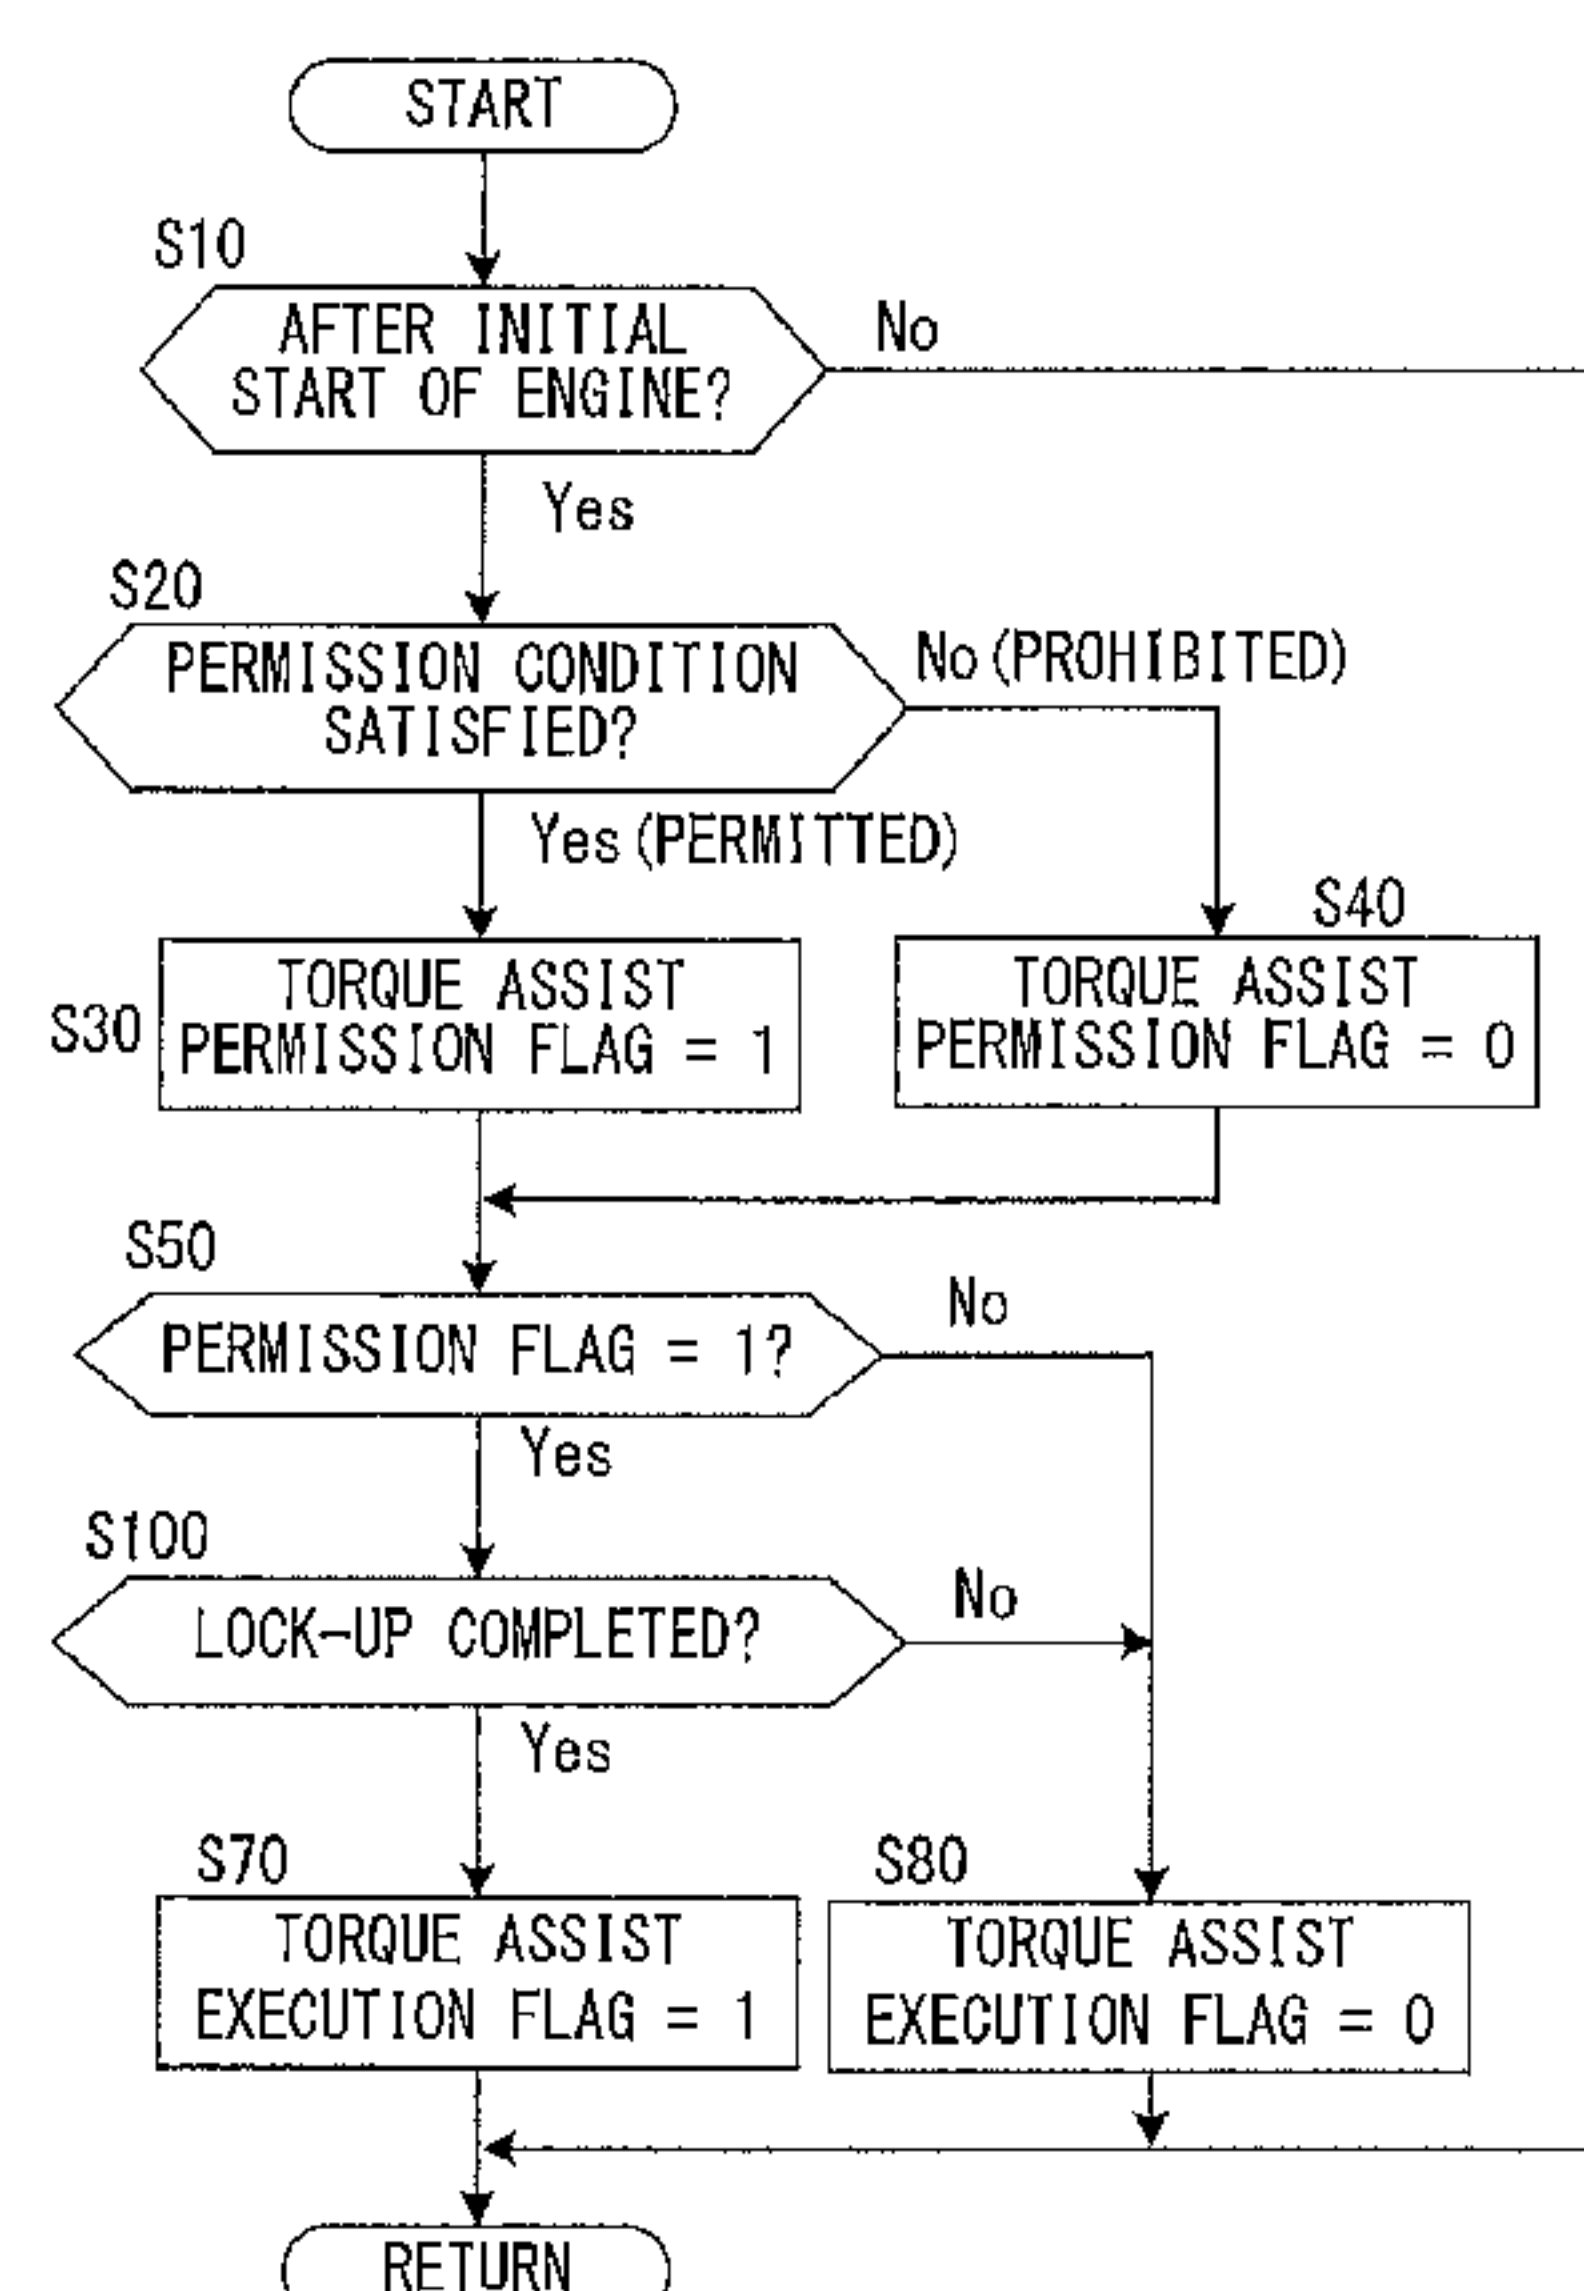 START
S10
AFTER INITIAL
START OF ENGINE?
No
Yes
S20
PERMISSION CONDITION
SATISFIED?
No (PROHIBITED)
Yes (PERMITTED)
S30
TORQUE ASSIST
PERMISSION FLAG = 1
S40
TORQUE ASSIST
PERMISSION FLAG = 0
S50
PERMISSION FLAG = 1?
No
Yes
S100
LOCK-UP COMPLETED?
No
Yes
S70
TORQUE ASSIST
EXECUTION FLAG = 1
S80
TORQUE ASSIST
EXECUTION FLAG = 0
RETURN